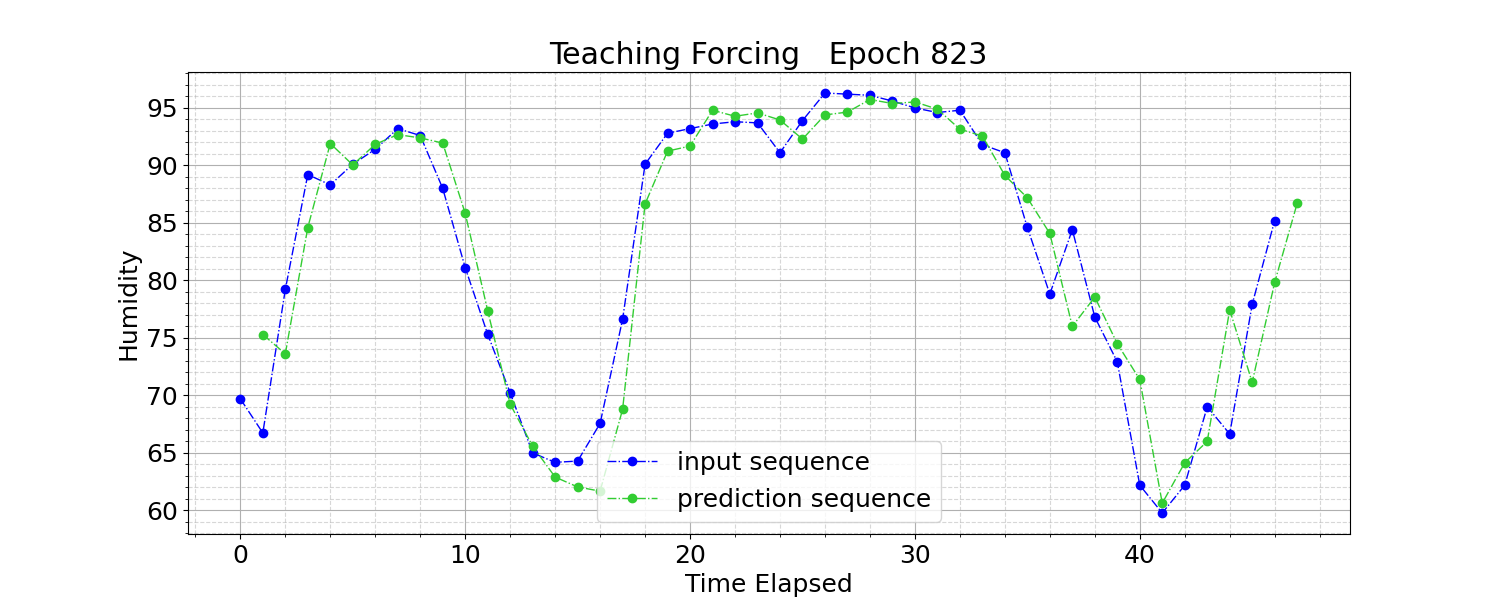 Teaching Forcing   Epoch 823
Humidity
95
90
85
80
75
70
65
60
input sequence
prediction sequence
0 10 20 30 40
Time Elapsed